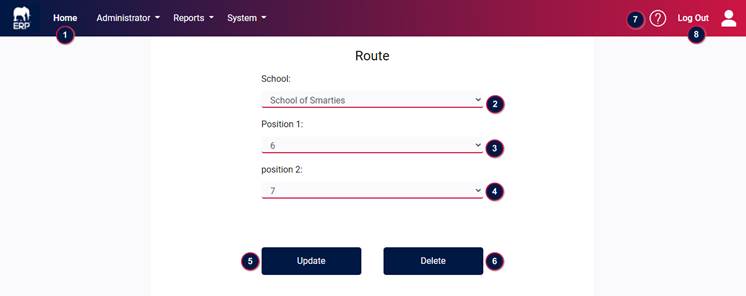 ERP Home Administrator Reports System 7 ? Log Out
1 8
Route
School:
School of Smarties 2
Position 1:
6 3
position 2:
7 4
5 Update Delete 6